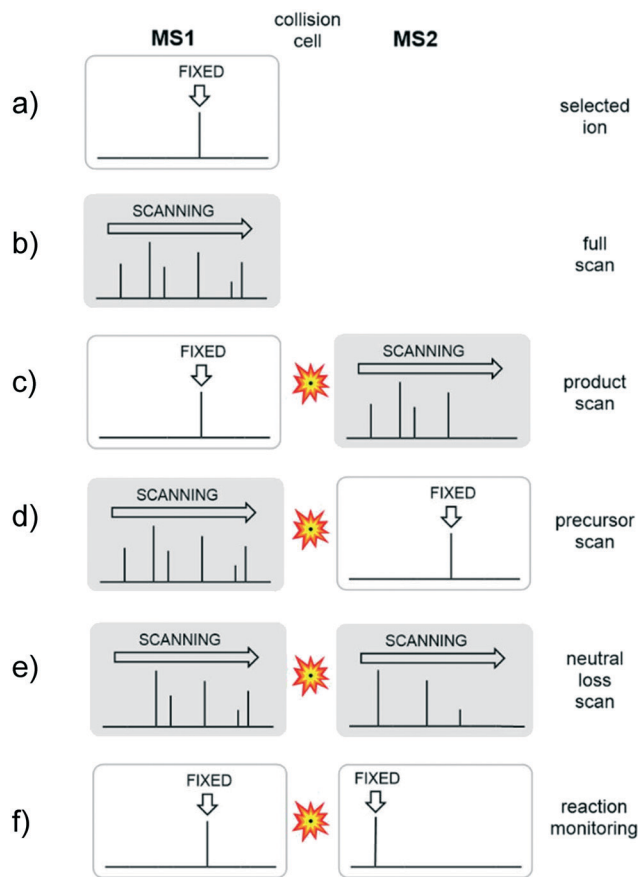 MS1
collision
cell
MS2
a)
FIXED
selected
ion
b)
SCANNING
full
scan
c)
FIXED
SCANNING
product
scan
d)
SCANNING
FIXED
precursor
scan
e)
SCANNING
SCANNING
neutral
loss
scan
f)
FIXED
FIXED
reaction
monitoring